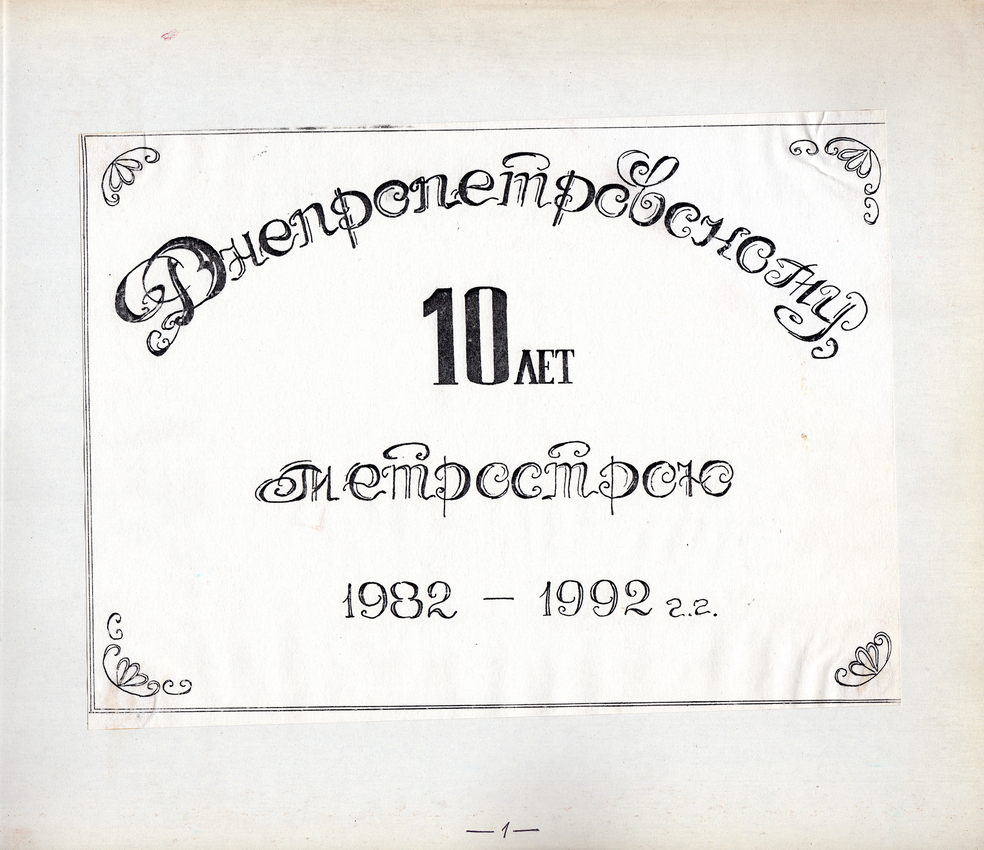 Днепропетровскому
10 ЛЕТ
метрострою
1982 — 1992 г.г.
— 1 —